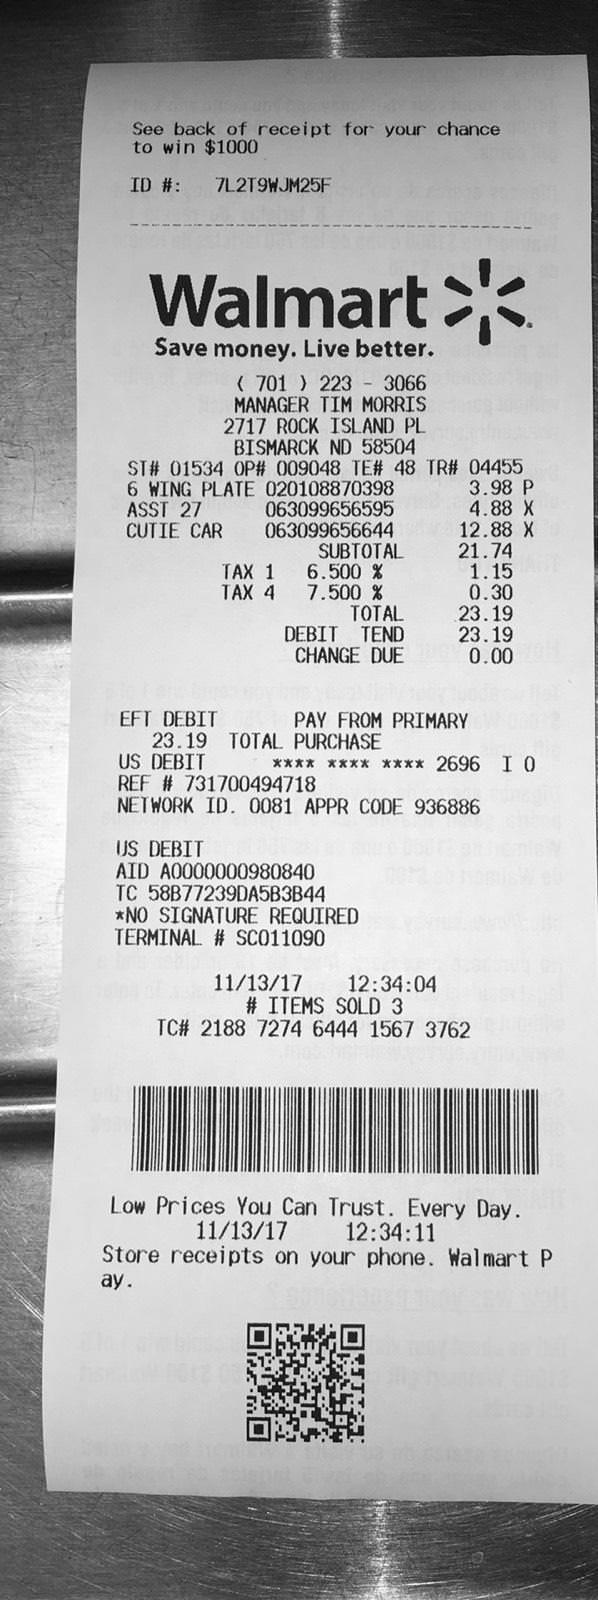 See back of receipt for your chance
to win $1000
ID #: 7L2T9WJM25F
Walmart
Save money. Live better.
( 701 ) 223 - 3066
MANAGER TIM MORRIS
2717 ROCK ISLAND PL
BISMARCK ND 58504
ST# 01534 OP# 009048 TE# 48 TR# 04455
6 WING PLATE 020108870398 3.98 P
ASST 27 063099656595 4.88 X
CUTIE CAR 063099656644 12.88 X
SUBTOTAL 21.74
TAX 1 6.500 % 1.15
TAX 4 7.500 % 0.30
TOTAL 23.19
DEBIT TEND 23.19
CHANGE DUE 0.00
EFT DEBIT PAY FROM PRIMARY
23.19 TOTAL PURCHASE
US DEBIT **** **** **** 2696 I 0
REF # 731700494718
NETWORK ID. 0081 APPR CODE 936886
US DEBIT
AID A0000000980840
TC 58B77239DA5B3B44
*NO SIGNATURE REQUIRED
TERMINAL # SC011090
11/13/17 12:34:04
# ITEMS SOLD 3
TC# 2188 7274 6444 1567 3762
Low Prices You Can Trust. Every Day.
11/13/17 12:34:11
Store receipts on your phone. Walmart P
ay.